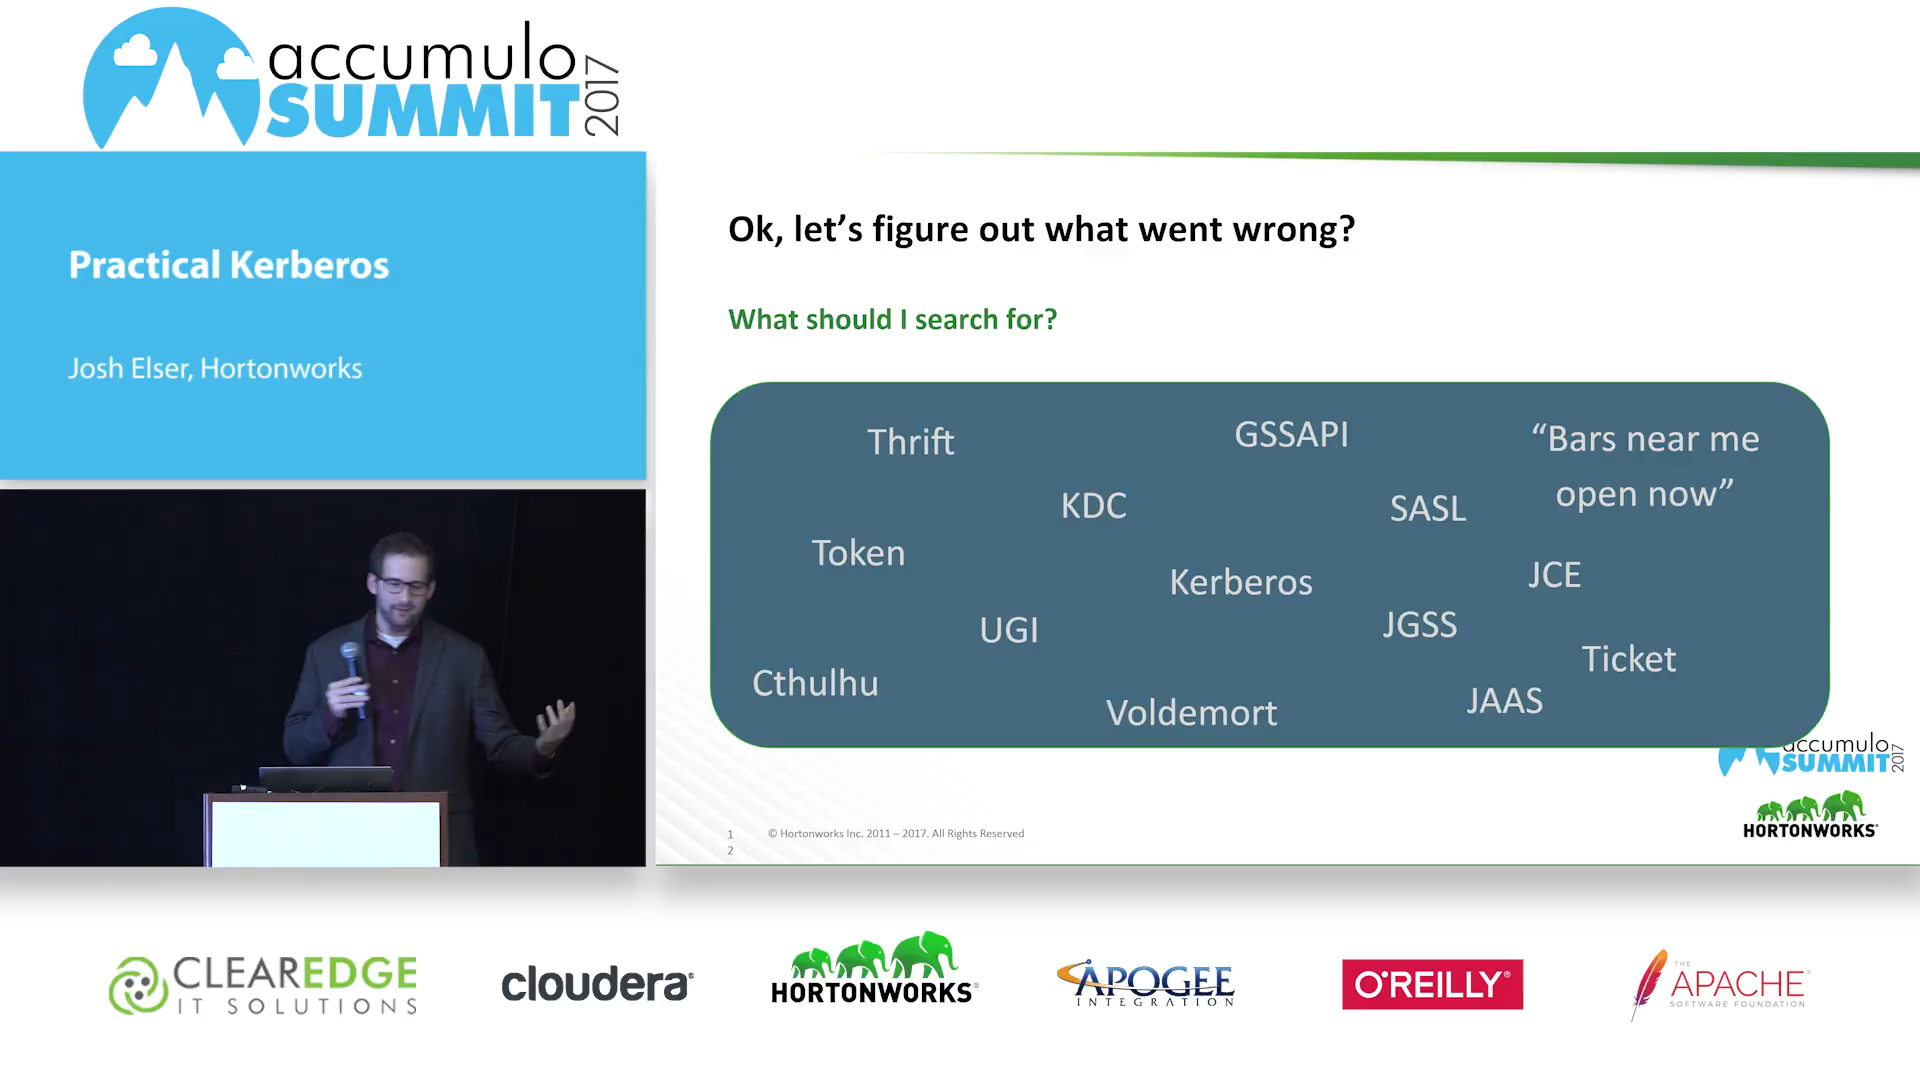 accumulo
SUMMIT
2017
Practical Kerberos
Josh Elser, Hortonworks
Ok, let’s figure out what went wrong?
What should I search for?
Thrift
GSSAPI
“Bars near me
open now”
KDC
SASL
Token
Kerberos
JCE
UGI
JGSS
Ticket
Cthulhu
Voldemort
JAAS
accumulo
SUMMIT
2017
HORTONWORKS
1
2
© Hortonworks Inc. 2011 – 2017. All Rights Reserved
CLEAREDGE
IT SOLUTIONS
cloudera®
HORTONWORKS®
APOGEE
INTEGRATION
O'REILLY®
THE
APACHE®
SOFTWARE FOUNDATION